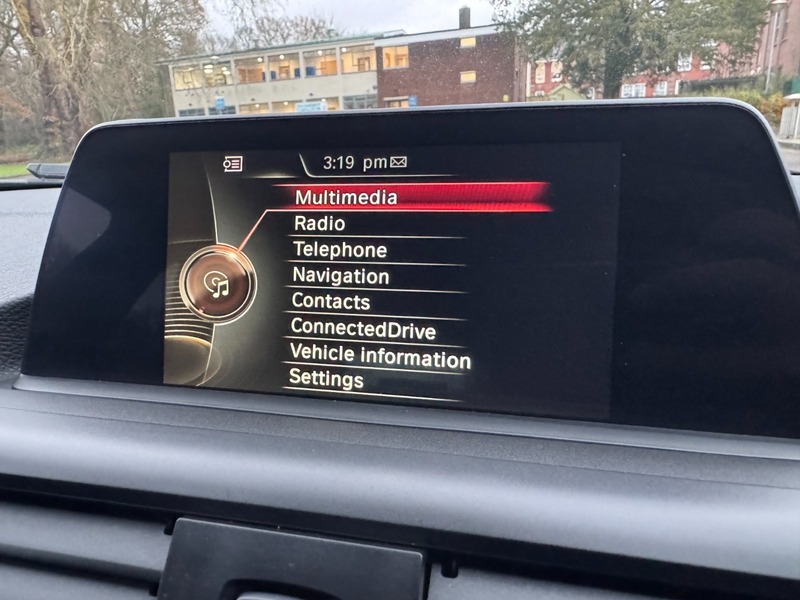 3:19 pm
Multimedia
Radio
Telephone
Navigation
Contacts
ConnectedDrive
Vehicle information
Settings